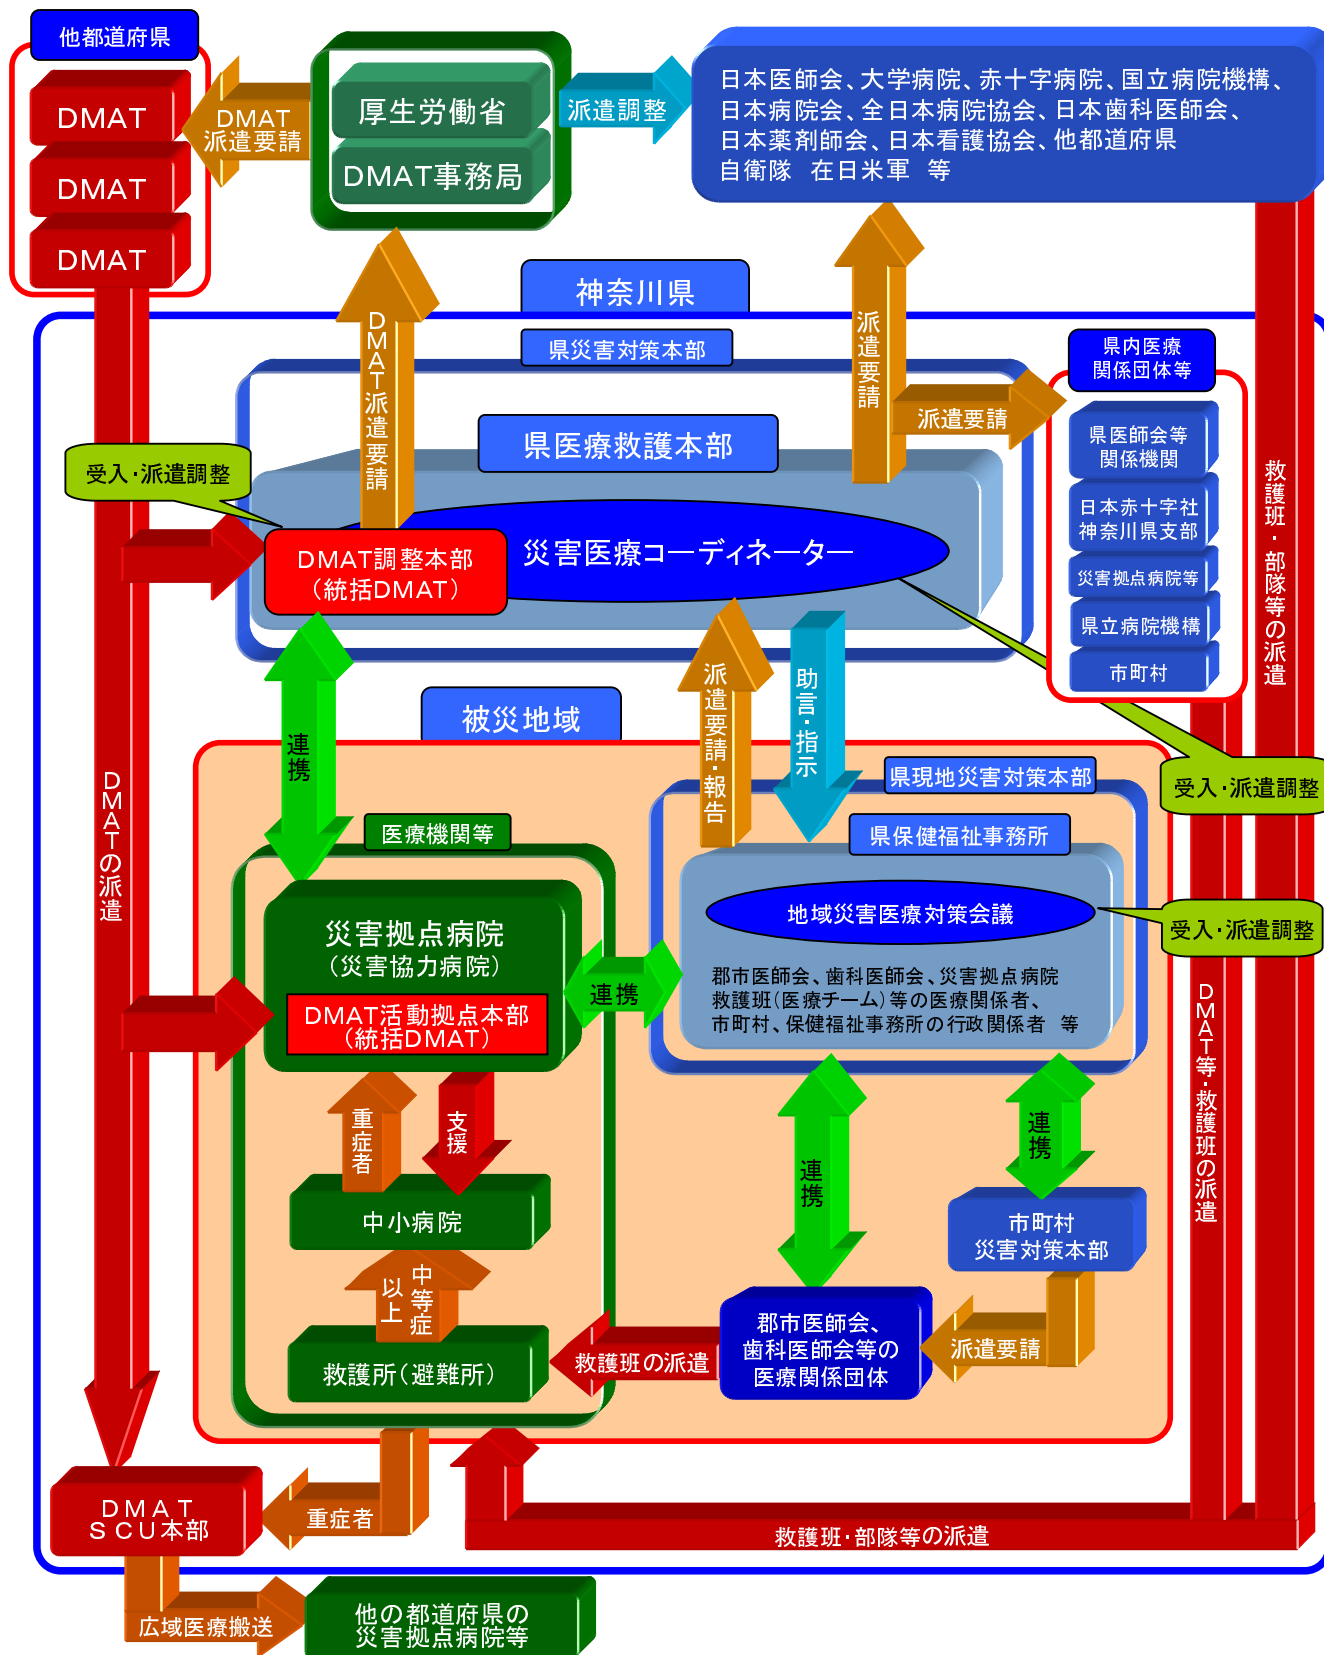 他都道府県
DMAT
DMAT
DMAT
DMAT
派遣要請
厚生労働省
DMAT事務局
派遣調整
日本医師会、大学病院、赤十字病院、国立病院機構、
日本病院会、全日本病院協会、日本歯科医師会、
日本薬剤師会、日本看護協会、他都道府県
自衛隊　在日米軍　等
神奈川県
県災害対策本部
県医療救護本部
災害医療コーディネーター
DMAT調整本部
（統括DMAT）
受入・派遣調整
DMAT派遣要請
派遣要請
派遣要請
県内医療
関係団体等
県医師会等
関係機関
日本赤十字社
神奈川県支部
災害拠点病院等
県立病院機構
市町村
救護班・部隊等の派遣
連携
被災地域
派遣要請・報告
助言・指示
受入・派遣調整
DMATの派遣
医療機関等
災害拠点病院
（災害協力病院）
DMAT活動拠点本部
（統括DMAT）
連携
県現地災害対策本部
県保健福祉事務所
地域災害医療対策会議
郡市医師会、歯科医師会、災害拠点病院
救護班（医療チーム）等の医療関係者、
市町村、保健福祉事務所の行政関係者　等
受入・派遣調整
DMAT等・救護班の派遣
重症者
支援
中小病院
中等症
以上
救護所（避難所）
連携
連携
市町村
災害対策本部
派遣要請
郡市医師会、
歯科医師会等の
医療関係団体
救護班の派遣
DMAT
SCU本部
重症者
救護班・部隊等の派遣
広域医療搬送
他の都道府県の
災害拠点病院等